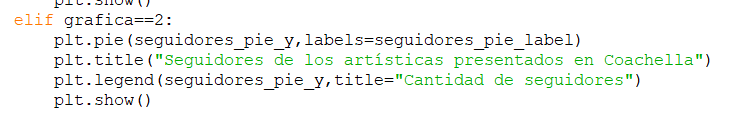 plt.show()
elif grafica==2:
    plt.pie(seguidores_pie_y,labels=seguidores_pie_label)
    plt.title("Seguidores de los artísticas presentados en Coachella")
    plt.legend(seguidores_pie_y,title="Cantidad de seguidores")
    plt.show()